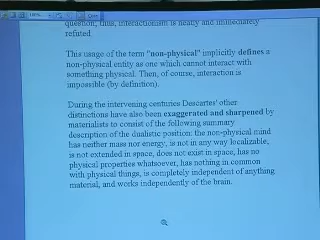 question, thus, interactionism is neatly and immediately
refuted.
This usage of the term "non-physical" implicitly defines a
non-physical entity as one which cannot interact with
something physical. Then, of course, interaction is
impossible (by definition).
During the intervening centuries Descartes' other
distinctions have also been exaggerated and sharpened by
materialists to consist of the following summary
description of the dualistic position: the non-physical mind
has neither mass nor energy, is not in any way localizable,
is not extended in space, does not exist in space, has no
physical properties whatsoever, has nothing in common
with physical things, is completely independent of anything
material, and works independently of the brain.